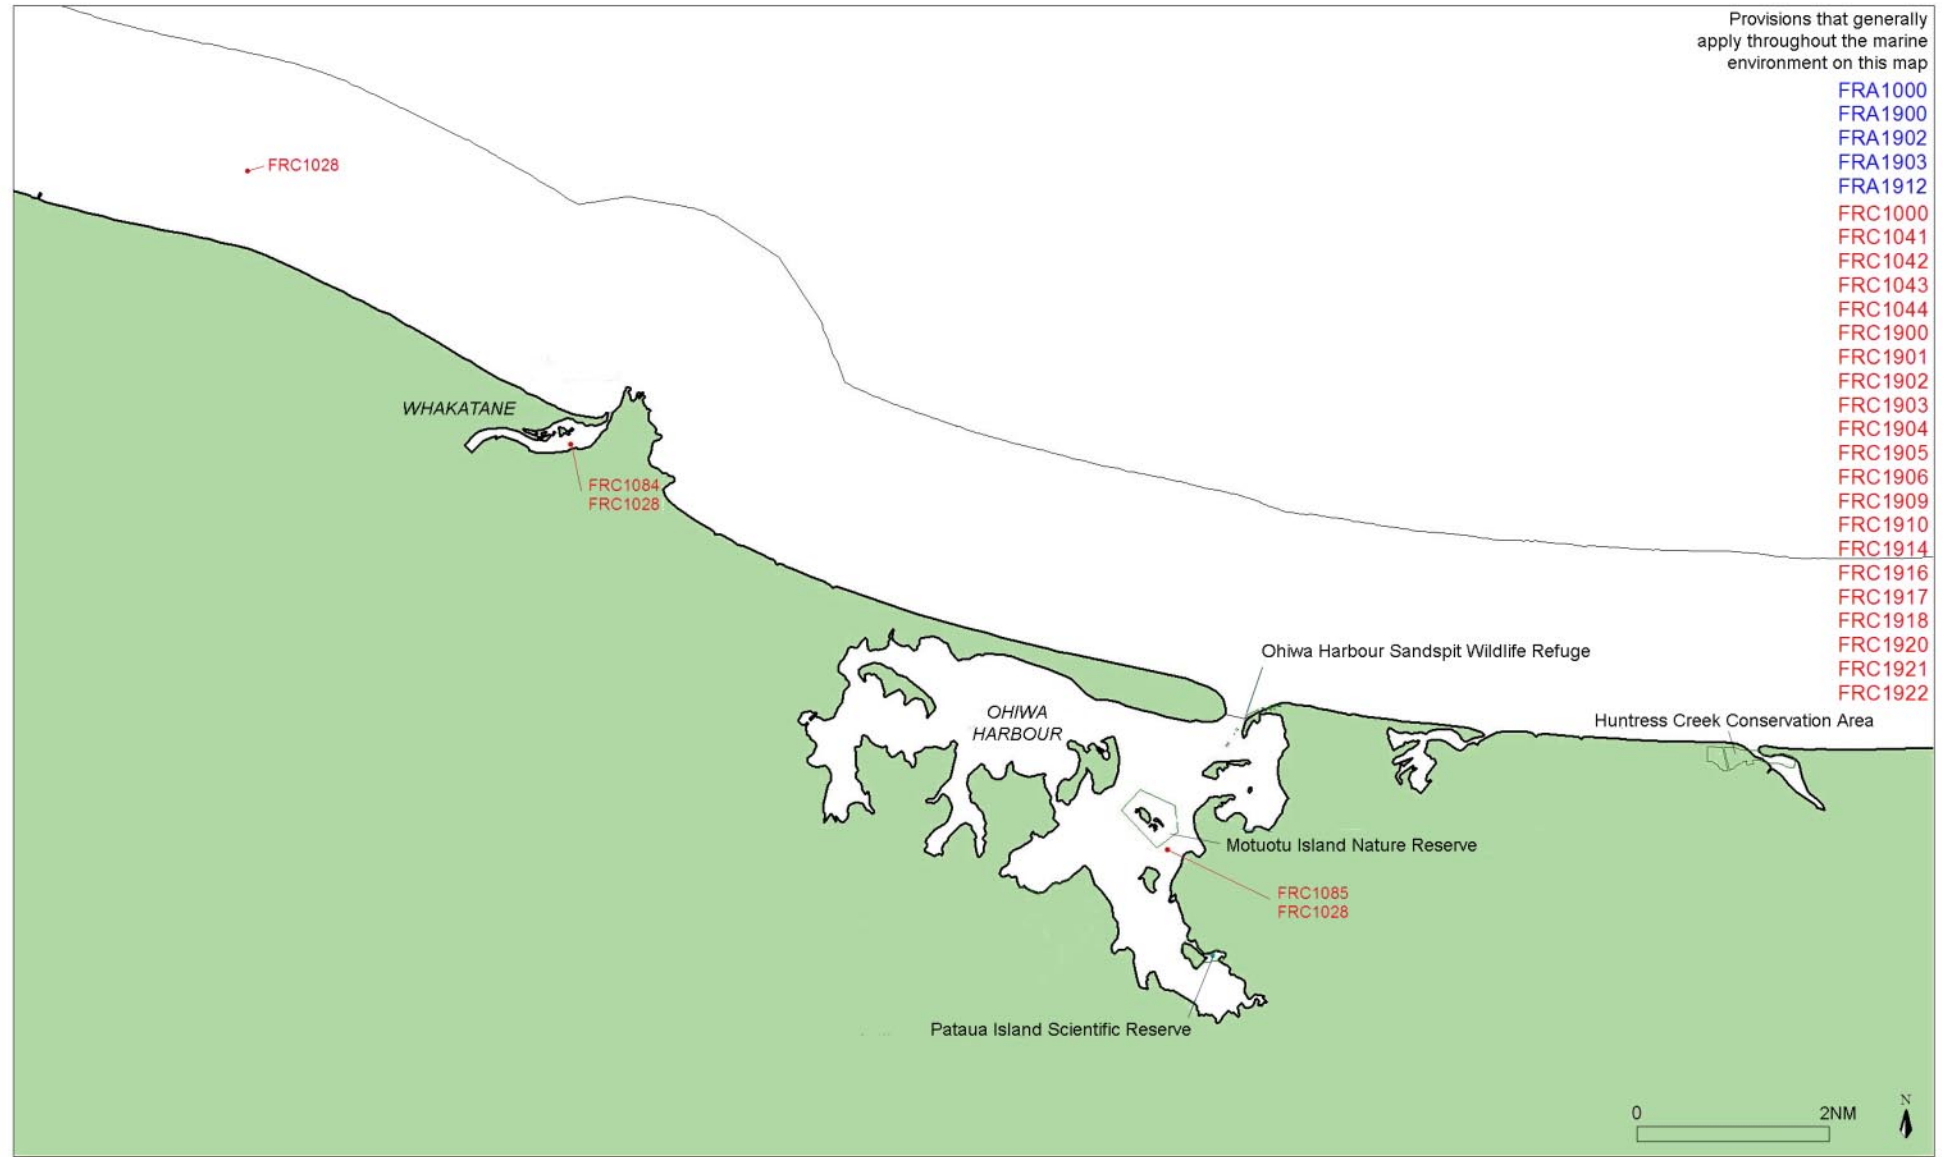 Provisions that generally
apply throughout the marine
environment on this map
FRA1000
FRA1900
FRA1902
FRA1903
FRA1912
FRC1000
FRC1041
FRC1042
FRC1043
FRC1044
FRC1900
FRC1901
FRC1902
FRC1903
FRC1904
FRC1905
FRC1906
FRC1909
FRC1910
FRC1914
FRC1916
FRC1917
FRC1918
FRC1920
FRC1921
FRC1922
FRC1028
WHAKATANE
FRC1084
FRC1028
Ohiwa Harbour Sandspit Wildlife Refuge
OHIWA
HARBOUR
Huntress Creek Conservation Area
Motuotu Island Nature Reserve
FRC1085
FRC1028
Pataua Island Scientific Reserve
0 2NM
N